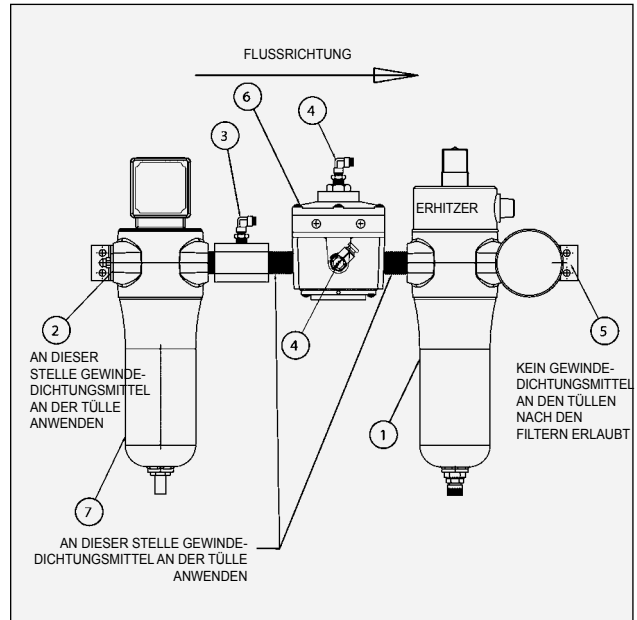 FLUSSRICHTUNG
6
4
3
ERHITZER
2
AN DIESER
STELLE GEWINDE-
DICHTUNGSMITTEL
AN DER TÜLLE
ANWENDEN
4
5
KEIN GEWINDE-
DICHTUNGSMITTEL
AN DEN TÜLLEN
NACH DEN
FILTERN ERLAUBT
1
7
AN DIESER STELLE GEWINDE-
DICHTUNGSMITTEL AN DER TÜLLE
ANWENDEN